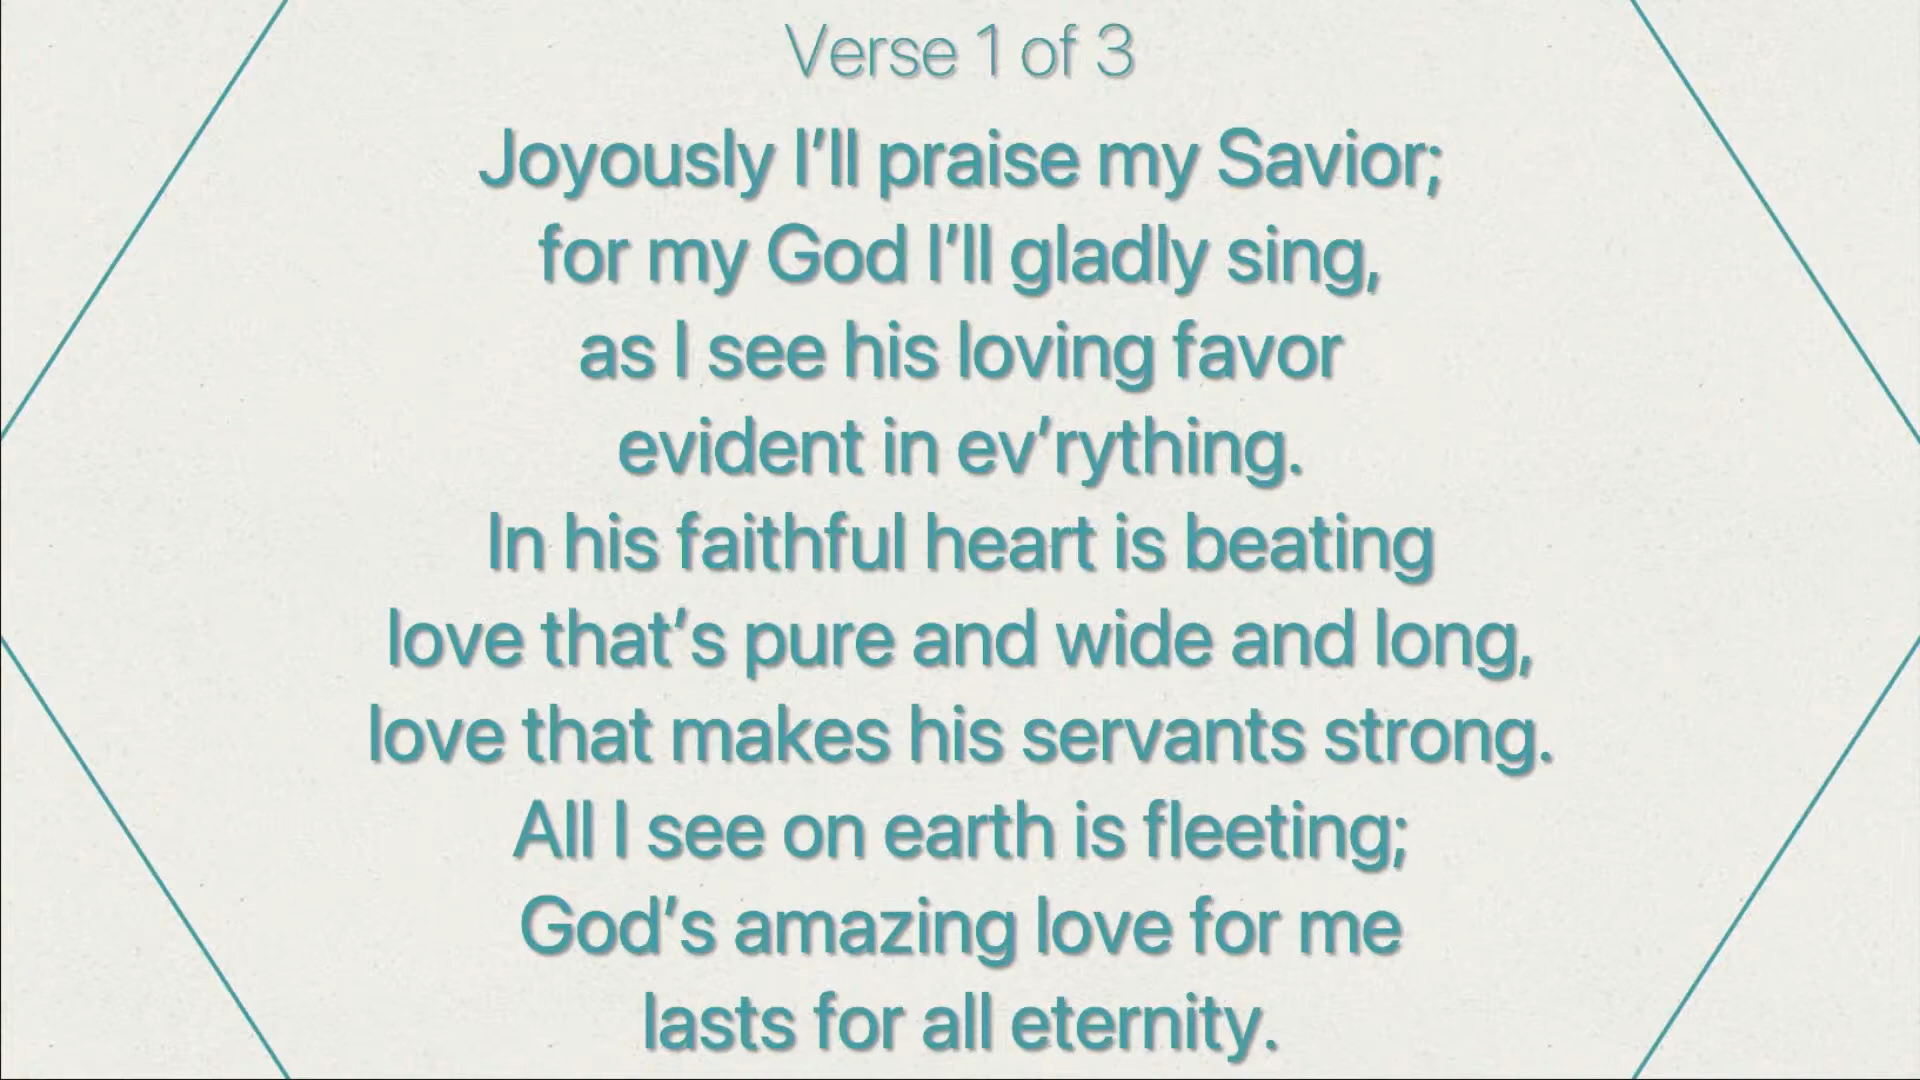 Verse 1 of 3
Joyously I’ll praise my Savior;
for my God I’ll gladly sing,
as I see his loving favor
evident in ev’rything.
In his faithful heart is beating
love that’s pure and wide and long,
love that makes his servants strong.
All I see on earth is fleeting;
God’s amazing love for me
lasts for all eternity.